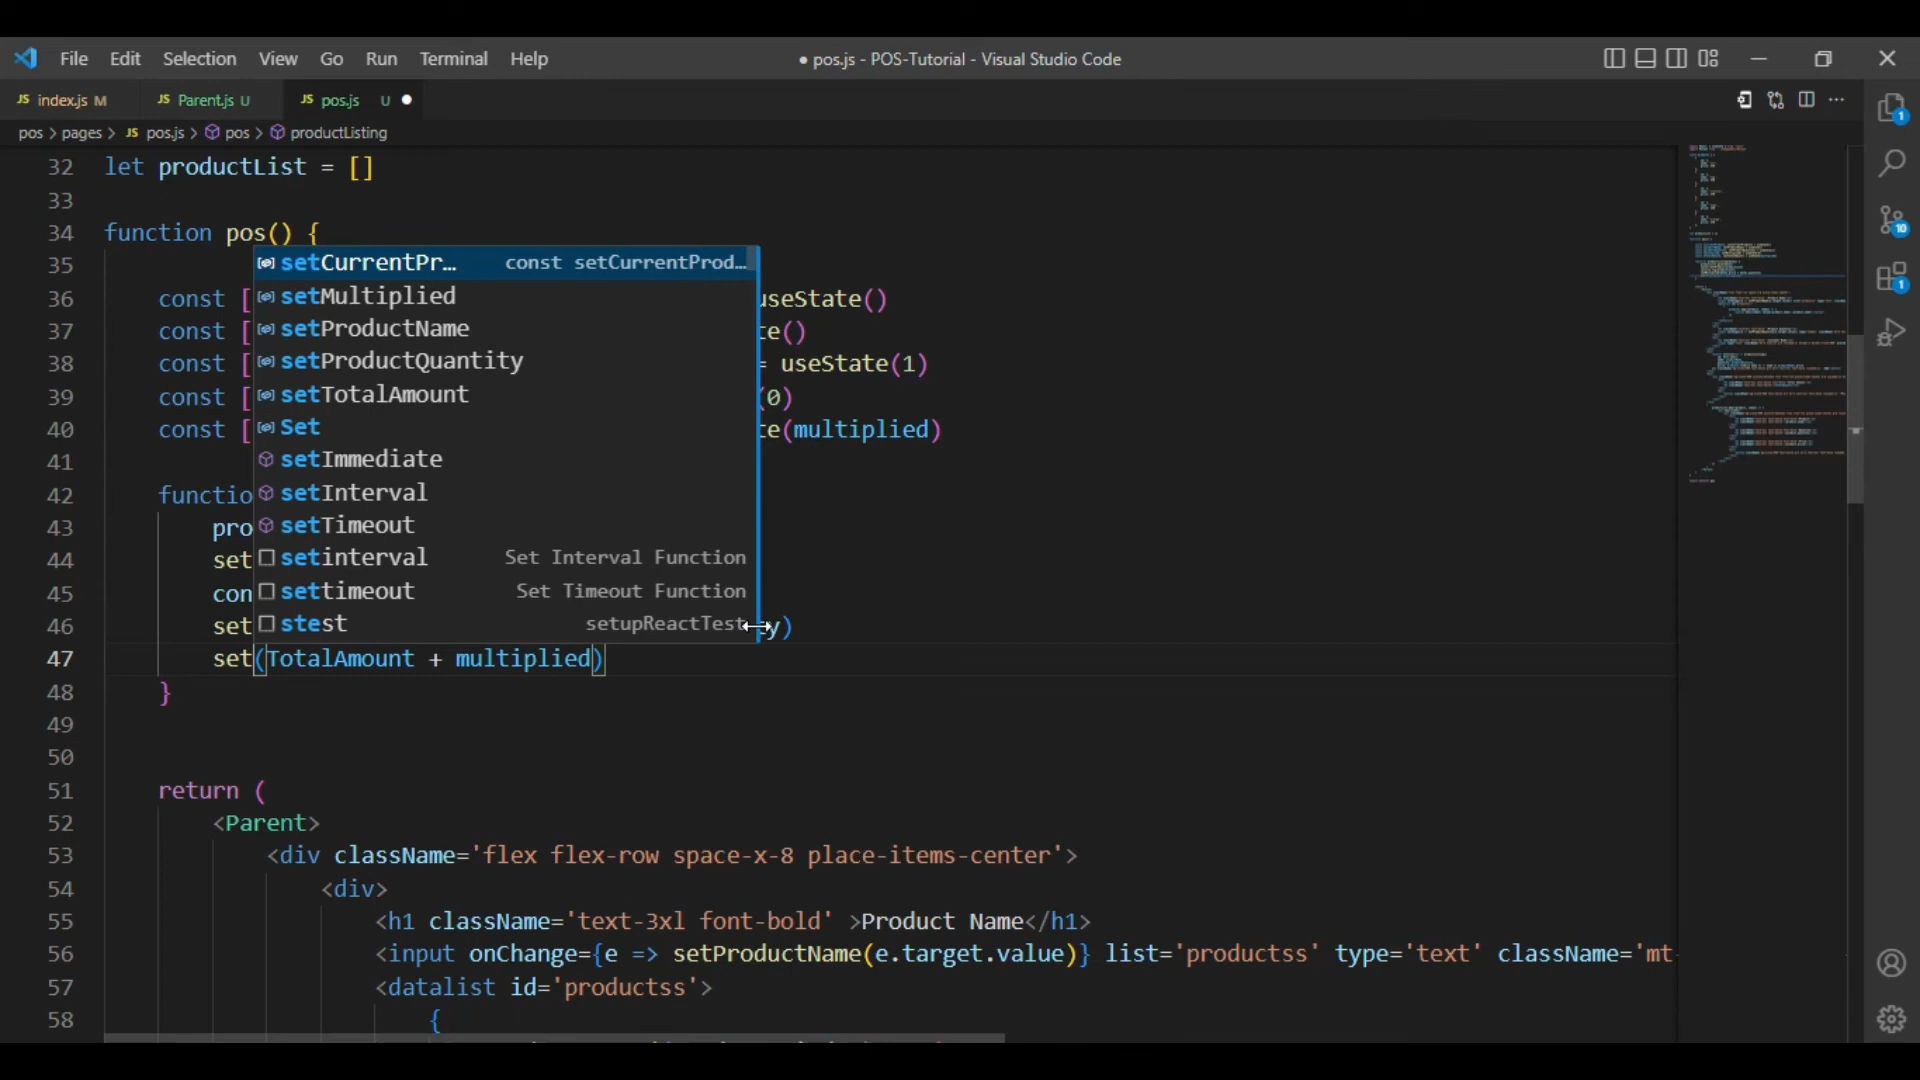 File Edit Selection View Go Run Terminal Help ● pos.js - POS-Tutorial - Visual Studio Code
JS index.js M JS Parent.js U JS pos.js U ●
pos > pages > JS pos.js > pos > productListing
32 let productList = []
33
34 function pos() {
35 setCurrentPr… const setCurrentProd…
36 const [ setMultiplied useState()
37 const [ setProductName te()
38 const [ setProductQuantity = useState(1)
39 const [ setTotalAmount (0)
40 const [ Set te(multiplied)
41 setImmediate
42 functio setInterval
43 pro setTimeout
44 set setinterval Set Interval Function
45 con settimeout Set Timeout Function
46 set stest setupReactTest y)
47 set(TotalAmount + multiplied)
48 }
49
50
51 return (
52 <Parent>
53 <div className='flex flex-row space-x-8 place-items-center'>
54 <div>
55 <h1 className='text-3xl font-bold' >Product Name</h1>
56 <input onChange={e => setProductName(e.target.value)} list='productss' type='text' className='mt-
57 <datalist id='productss'>
58 {
1
10
1